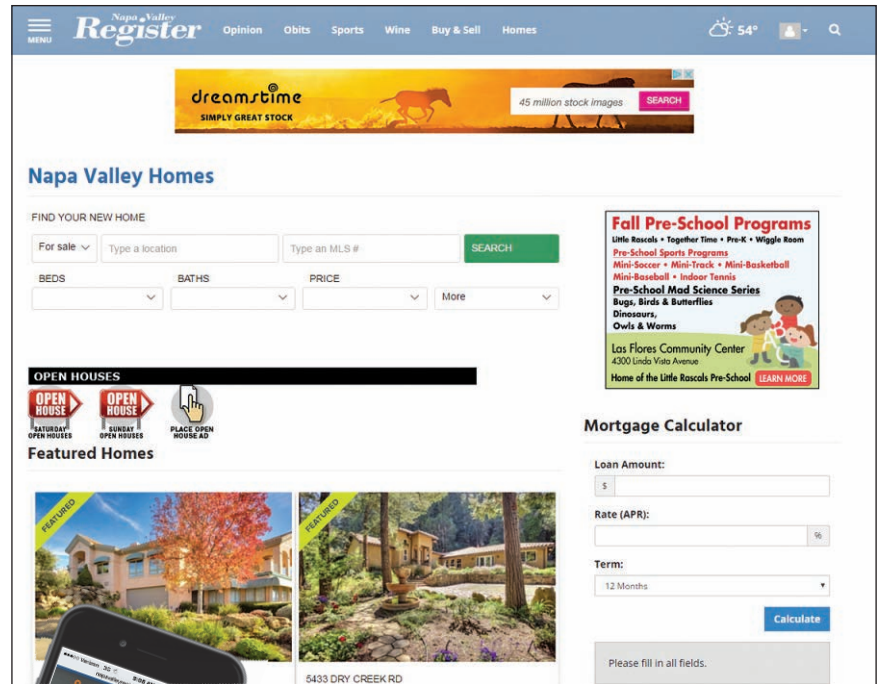 Napa Valley
Register
MENU
Opinion Obits Sports Wine Buy & Sell Homes
54°
dreamstime
SIMPLY GREAT STOCK
45 million stock images SEARCH
Napa Valley Homes
FIND YOUR NEW HOME
For sale Type a location Type an MLS # SEARCH
BEDS BATHS PRICE
More
Fall Pre-School Programs
Little Rascals • Together Time • Pre-K • Wiggle Room
Pre-School Sports Programs
Mini-Soccer • Mini-Track • Mini-Basketball
Mini-Baseball • Indoor Tennis
Pre-School Mad Science Series
Bugs, Birds & Butterflies
Dinosaurs,
Owls & Worms
A B C
Las Flores Community Center
4300 Linda Vista Avenue
Home of the Little Rascals Pre-School LEARN MORE
OPEN HOUSES
OPEN
HOUSE
SATURDAY
OPEN HOUSES
OPEN
HOUSE
SUNDAY
OPEN HOUSES
PLACE OPEN
HOUSE AD
Featured Homes
FEATURED
FEATURED
5433 DRY CREEK RD
Verizon 3G
Mortgage Calculator
Loan Amount:
$
Rate (APR):
%
Term:
12 Months
Calculate
Please fill in all fields.